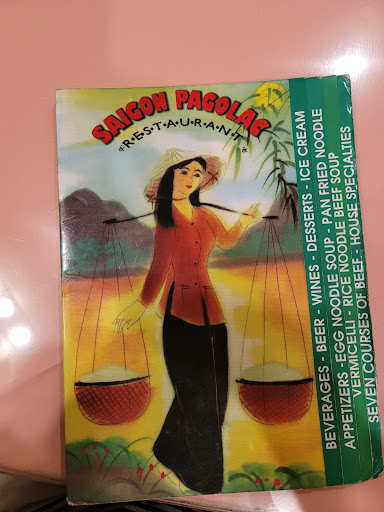 SAIGON PAGOLAC
RESTAURANT
BEVERAGES - BEER - WINES - DESSERTS - ICE CREAM
APPETIZERS - EGG NOODLE SOUP - PAN FRIED NOODLE
VERMICELLI - RICE NOODLE BEEF SOUP
SEVEN COURSES OF BEEF - HOUSE SPECIALTIES